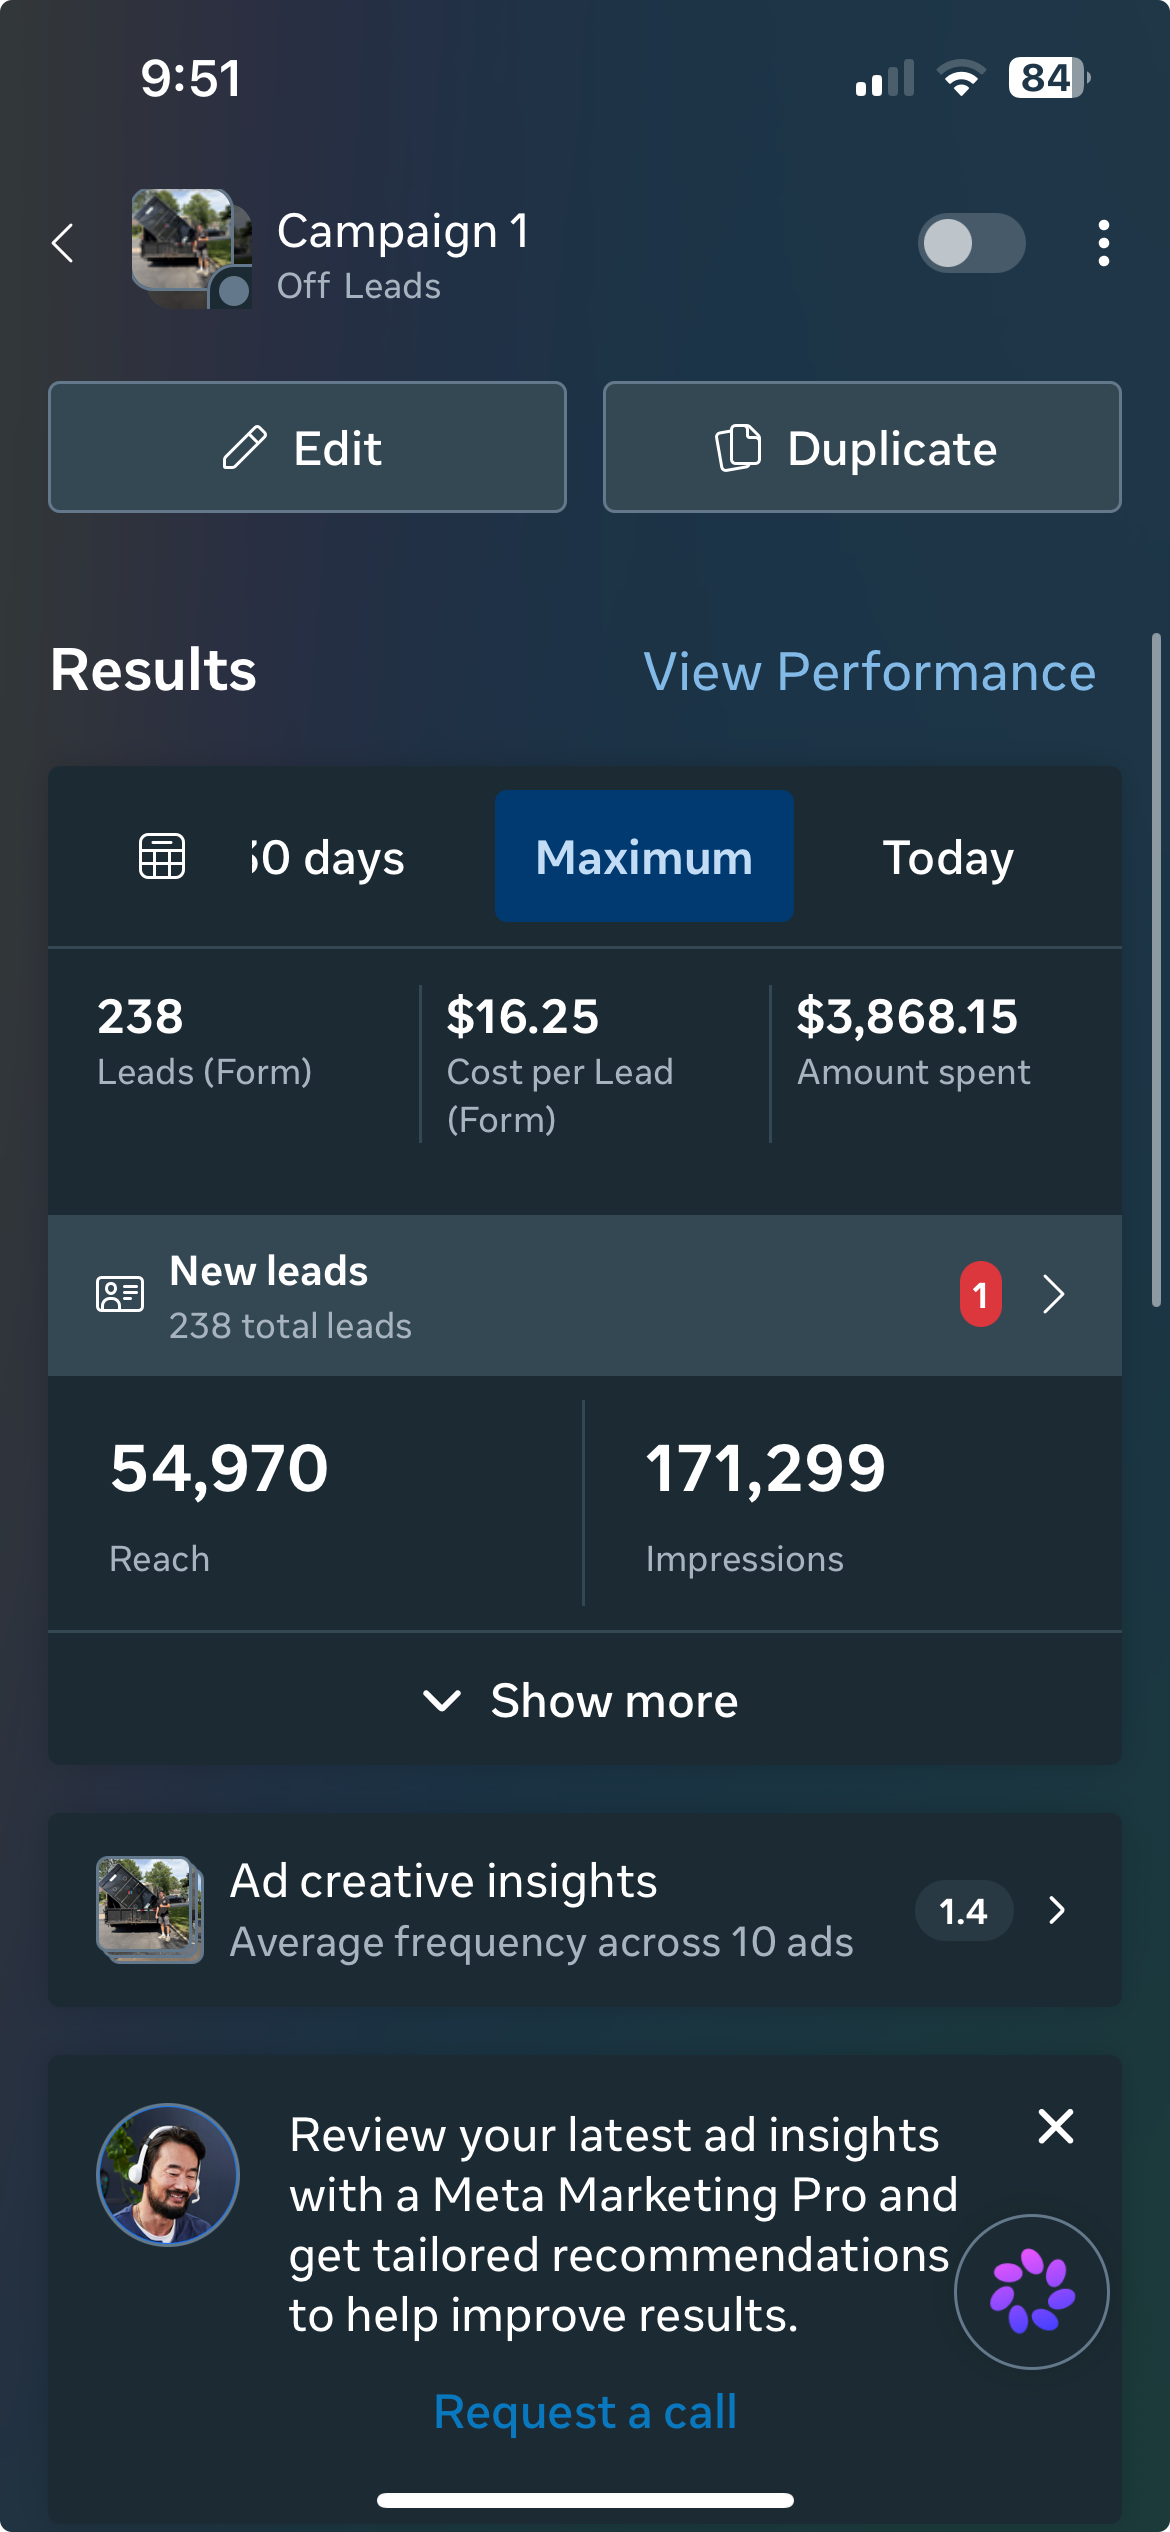 9:51
84
Campaign 1
Off Leads
Edit
Duplicate
Results
View Performance
0 days
Maximum
Today
238
Leads (Form)
$16.25
Cost per Lead
(Form)
$3,868.15
Amount spent
New leads
238 total leads
1
54,970
Reach
171,299
Impressions
Show more
Ad creative insights
Average frequency across 10 ads
1.4
Review your latest ad insights
with a Meta Marketing Pro and
get tailored recommendations
to help improve results.
Request a call